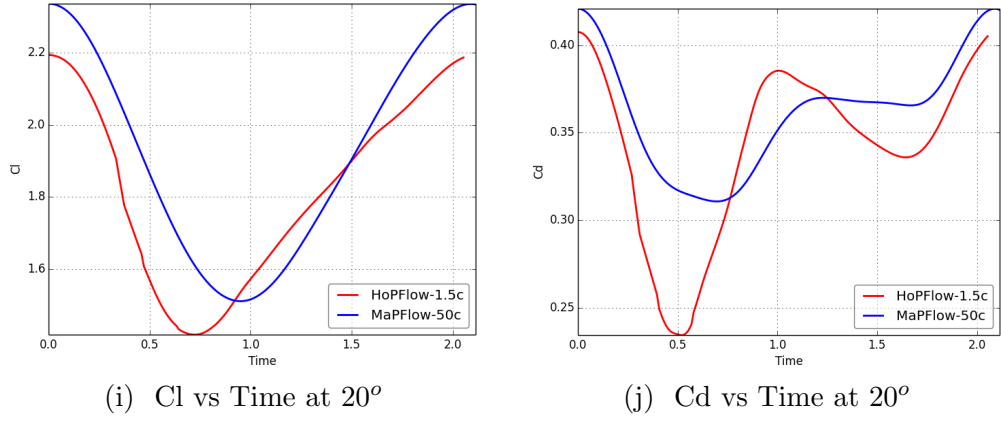 2.2
2.0
1.8
1.6
Cl
0.0 0.5 1.0 1.5 2.0
Time
HoPFlow-1.5c
MaPFlow-50c
(i) Cl vs Time at 20°
0.40
0.35
0.30
0.25
Cd
0.0 0.5 1.0 1.5 2.0
Time
HoPFlow-1.5c
MaPFlow-50c
(j) Cd vs Time at 20°